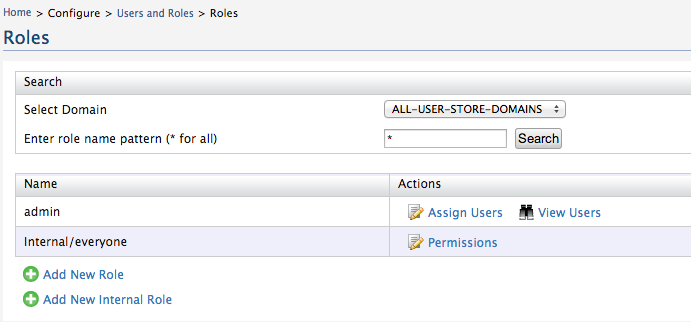 Home > Configure > Users and Roles > Roles
Roles
Search
Select Domain ALL-USER-STORE-DOMAINS
Enter role name pattern (* for all) * Search
Name Actions
admin Assign Users View Users
Internal/everyone Permissions
Add New Role
Add New Internal Role